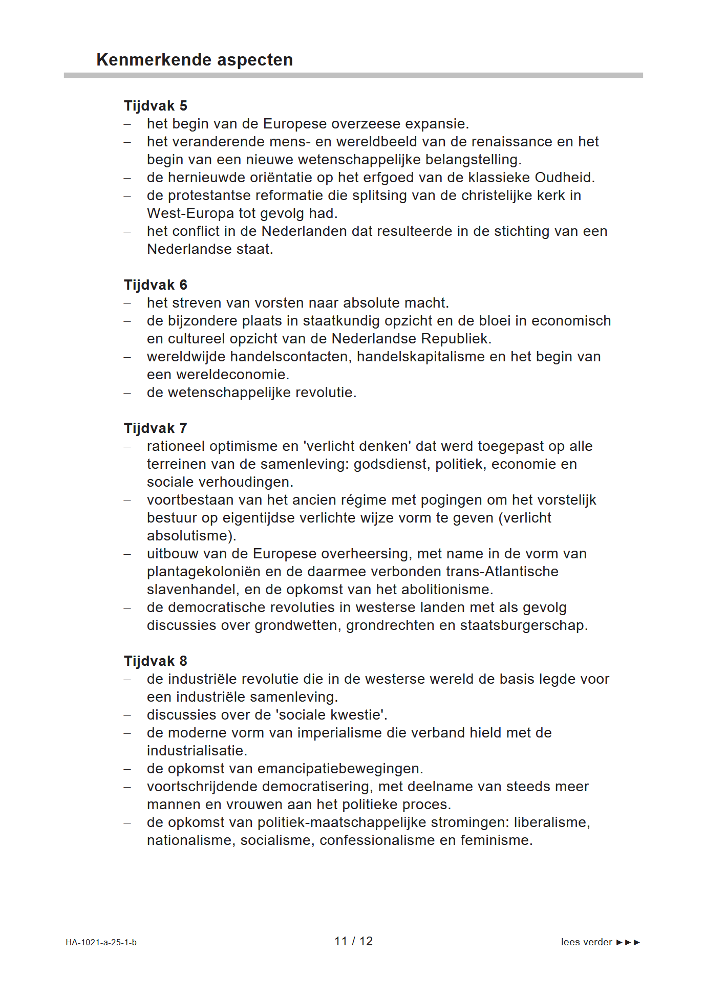 Kenmerkende aspecten
Tijdvak 5
– het begin van de Europese overzeese expansie.
– het veranderende mens- en wereldbeeld van de renaissance en het
begin van een nieuwe wetenschappelijke belangstelling.
– de hernieuwde oriëntatie op het erfgoed van de klassieke Oudheid.
– de protestantse reformatie die splitsing van de christelijke kerk in
West-Europa tot gevolg had.
– het conflict in de Nederlanden dat resulteerde in de stichting van een
Nederlandse staat.
Tijdvak 6
– het streven van vorsten naar absolute macht.
– de bijzondere plaats in staatkundig opzicht en de bloei in economisch
en cultureel opzicht van de Nederlandse Republiek.
– wereldwijde handelscontacten, handelskapitalisme en het begin van
een wereldeconomie.
– de wetenschappelijke revolutie.
Tijdvak 7
– rationeel optimisme en 'verlicht denken' dat werd toegepast op alle
terreinen van de samenleving: godsdienst, politiek, economie en
sociale verhoudingen.
– voortbestaan van het ancien régime met pogingen om het vorstelijk
bestuur op eigentijdse verlichte wijze vorm te geven (verlicht
absolutisme).
– uitbouw van de Europese overheersing, met name in de vorm van
plantagekoloniën en de daarmee verbonden trans-Atlantische
slavenhandel, en de opkomst van het abolitionisme.
– de democratische revoluties in westerse landen met als gevolg
discussies over grondwetten, grondrechten en staatsburgerschap.
Tijdvak 8
– de industriële revolutie die in de westerse wereld de basis legde voor
een industriële samenleving.
– discussies over de 'sociale kwestie'.
– de moderne vorm van imperialisme die verband hield met de
industrialisatie.
– de opkomst van emancipatiebewegingen.
– voortschrijdende democratisering, met deelname van steeds meer
mannen en vrouwen aan het politieke proces.
– de opkomst van politiek-maatschappelijke stromingen: liberalisme,
nationalisme, socialisme, confessionalisme en feminisme.
HA-1021-a-25-1-b 11 / 12 lees verder ►►►